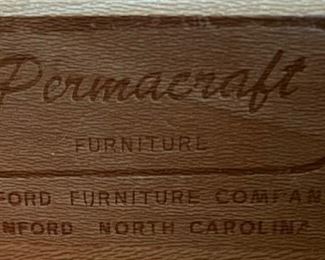 Permacraft
FURNITURE
FORD FURNITURE COMPAN
NFORD NORTH CAROLINA